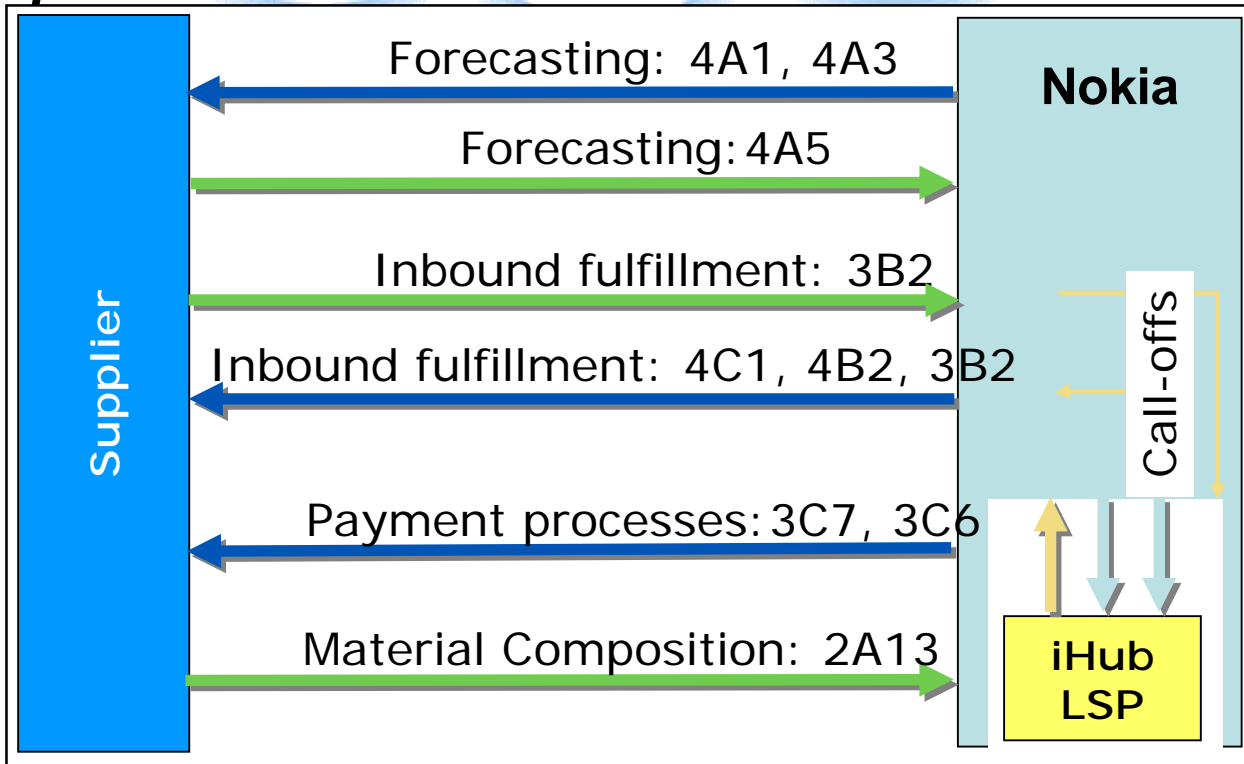 Forecasting: 4A1, 4A3
Nokia
Forecasting: 4A5
Inbound fulfillment: 3B2
Inbound fulfillment: 4C1, 4B2, 3B2
Supplier
Call-offs
Payment processes: 3C7, 3C6
Material Composition: 2A13
iHub
LSP